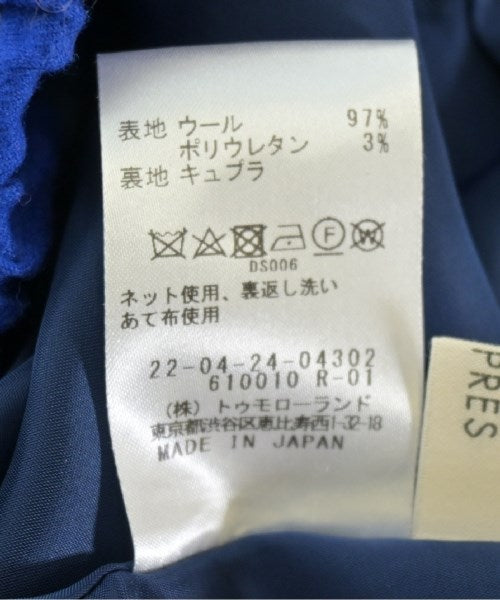 表地 ウール 97%
ポリウレタン 3%
裏地 キュプラ
F W
DS006
ネット使用、裏返し洗い
あて布使用
22-04-24-04302
610010 R-01
(株) トゥモローランド
東京都渋谷区恵比寿西1-32-18
MADE IN JAPAN
PRES